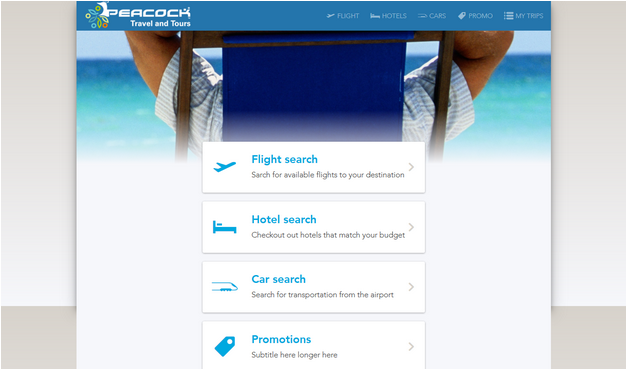 PEACOCK
Travel and Tours
FLIGHT HOTELS CARS PROMO MY TRIPS
Flight search
Sarch for available flights to your destination
Hotel search
Checkout out hotels that match your budget
Car search
Search for transportation from the airport
Promotions
Subtitle here longer here